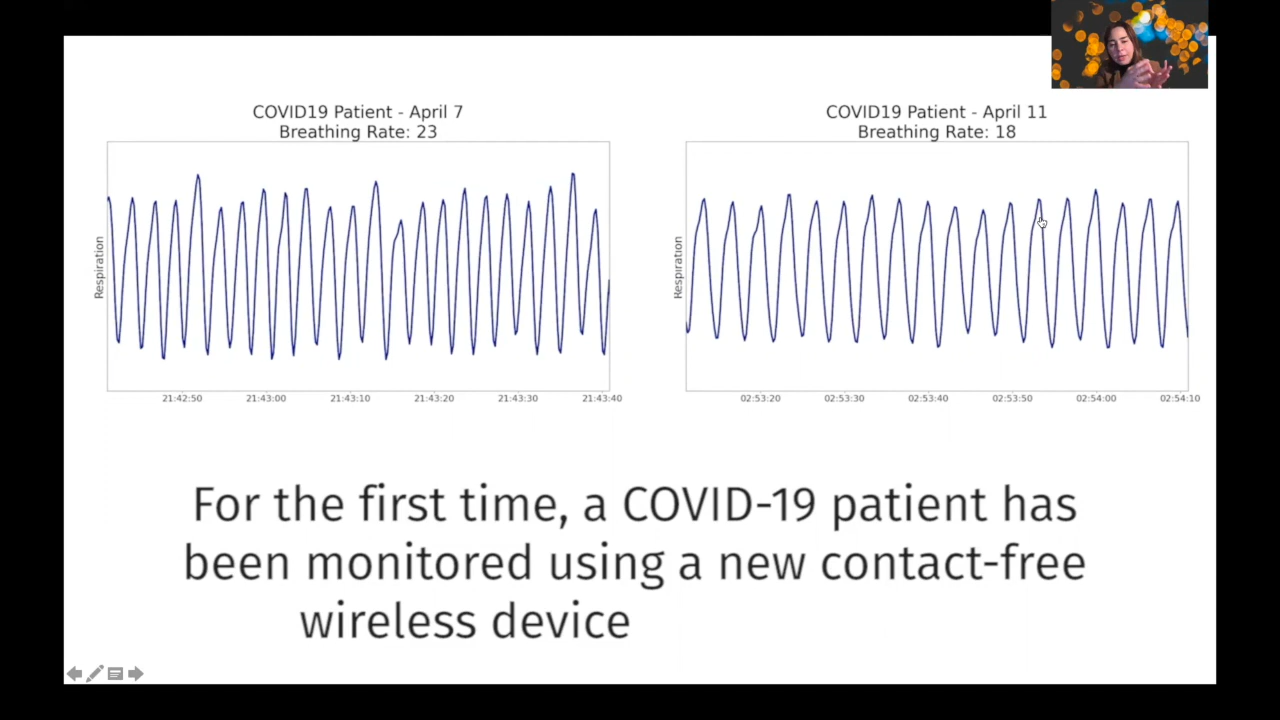 COVID19 Patient - April 7
Breathing Rate: 23
Respiration
21:42:50 21:43:00 21:43:10 21:43:20 21:43:30 21:43:40
COVID19 Patient - April 11
Breathing Rate: 18
Respiration
02:53:20 02:53:30 02:53:40 02:53:50 02:54:00 02:54:10
For the first time, a COVID-19 patient has
been monitored using a new contact-free
wireless device